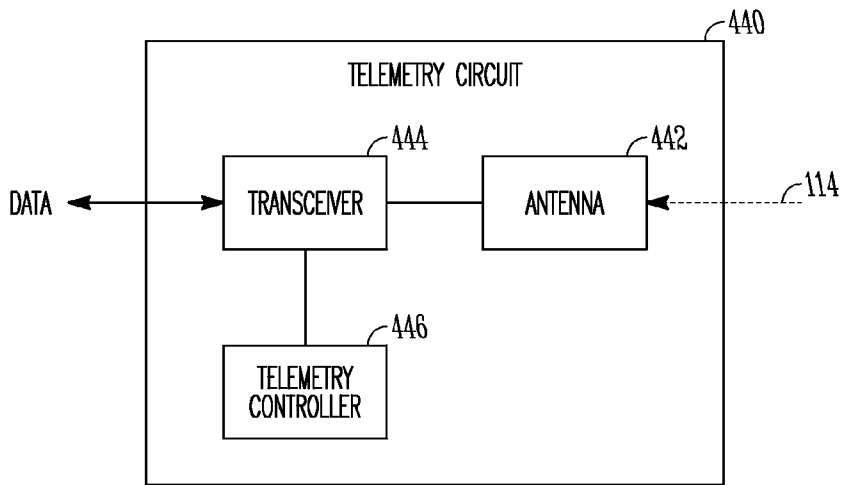 440
TELEMETRY CIRCUIT
444
442
DATA
TRANSCEIVER
ANTENNA
114
446
TELEMETRY
CONTROLLER